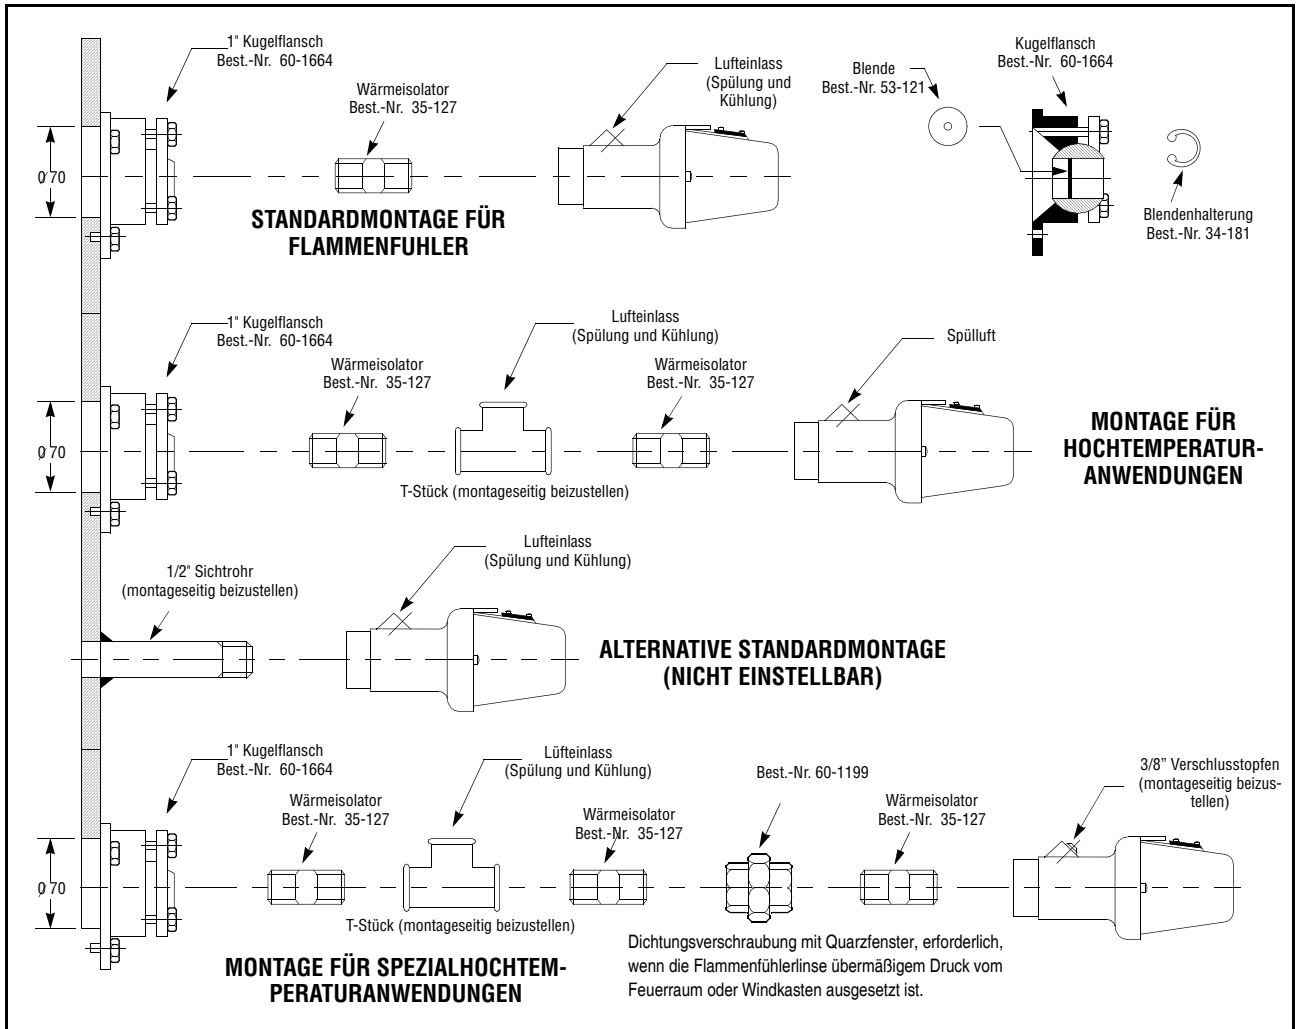 1" Kugelflansch
Best.-Nr. 60-1664
Wärmeisolator
Best.-Nr. 35-127
Lufteinlass
(Spülung und
Kühlung)
Blende
Best.-Nr. 53-121
Kugelflansch
Best.-Nr. 60-1664
Blendenhalterung
Best.-Nr. 34-181
Ø 70
STANDARDMONTAGE FÜR
FLAMMENFUHLER
1" Kugelflansch
Best.-Nr. 60-1664
Wärmeisolator
Best.-Nr. 35-127
Lufteinlass
(Spülung und Kühlung)
Wärmeisolator
Best.-Nr. 35-127
Spülluft
Ø 70
T-Stück (montageseitig beizustellen)
MONTAGE FÜR
HOCHTEMPERATUR-
ANWENDUNGEN
1/2" Sichtrohr
(montageseitig beizustellen)
Lufteinlass
(Spülung und Kühlung)
ALTERNATIVE STANDARDMONTAGE
(NICHT EINSTELLBAR)
1" Kugelflansch
Best.-Nr. 60-1664
Wärmeisolator
Best.-Nr. 35-127
Lüfteinlass
(Spülung und Kühlung)
Wärmeisolator
Best.-Nr. 35-127
Best.-Nr. 60-1199
Wärmeisolator
Best.-Nr. 35-127
3/8” Verschlusstopfen
(montageseitig beizus-
tellen)
Ø 70
T-Stück (montageseitig beizustellen)
MONTAGE FÜR SPEZIALHOCHTEM-
PERATURANWENDUNGEN
Dichtungsverschraubung mit Quarzfenster, erforderlich,
wenn die Flammenfühlerlinse übermäßigem Druck vom
Feuerraum oder Windkasten ausgesetzt ist.